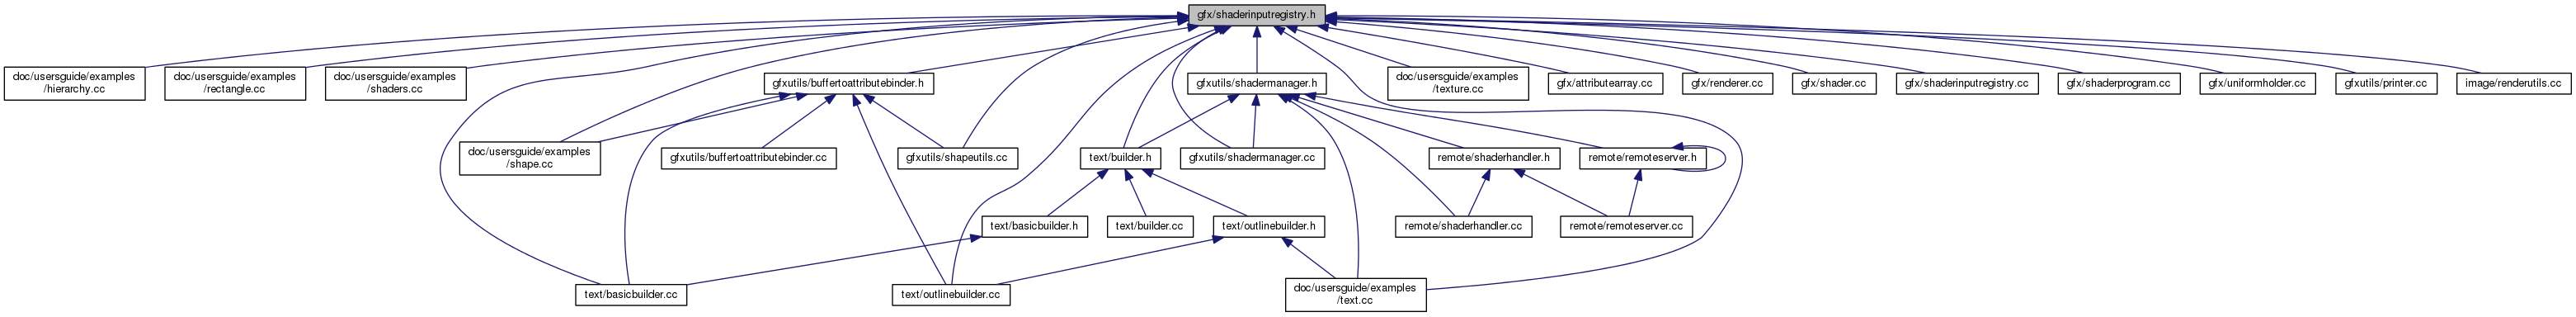 gfx/shaderinputregistry.h
doc/usersguide/examples
/hierarchy.cc
doc/usersguide/examples
/rectangle.cc
doc/usersguide/examples
/shaders.cc
gfxutils/buffertoattributebinder.h
gfxutils/shadermanager.h
doc/usersguide/examples
/texture.cc
gfx/attributearray.cc
gfx/renderer.cc
gfx/shader.cc
gfx/shaderinputregistry.cc
gfx/shaderprogram.cc
gfx/uniformholder.cc
gfxutils/printer.cc
image/renderutils.cc
doc/usersguide/examples
/shape.cc
gfxutils/buffertoattributebinder.cc
gfxutils/shapeutils.cc
text/builder.h
gfxutils/shadermanager.cc
remote/shaderhandler.h
remote/remoteserver.h
text/basicbuilder.h
text/builder.cc
text/outlinebuilder.h
remote/shaderhandler.cc
remote/remoteserver.cc
text/basicbuilder.cc
text/outlinebuilder.cc
doc/usersguide/examples
/text.cc